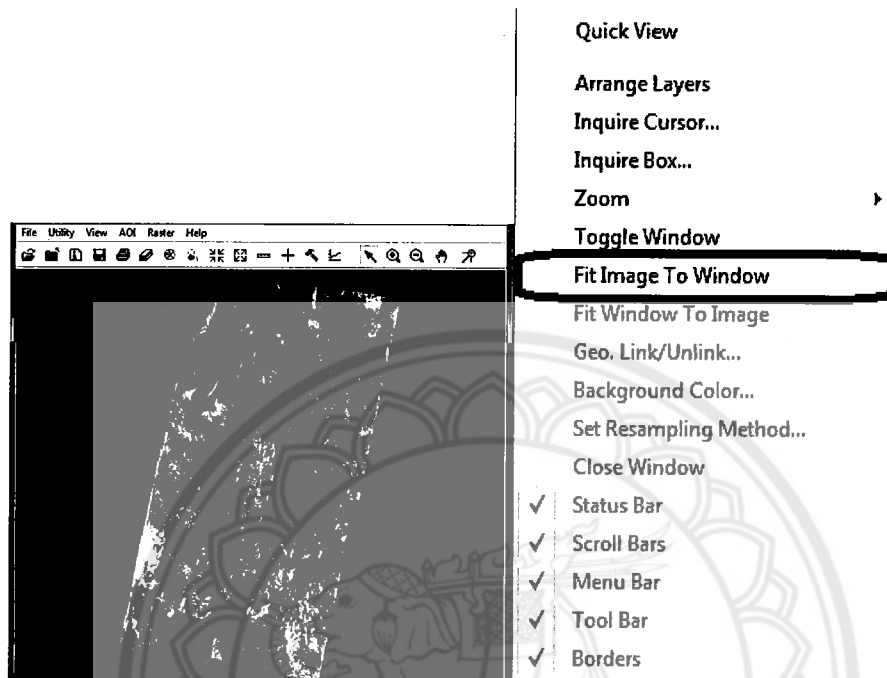 Quick View
Arrange Layers
Inquire Cursor...
Inquire Box...
Zoom
Toggle Window
Fit Image To Window
Fit Window To Image
Geo. Link/Unlink...
Background Color...
Set Resampling Method...
Close Window
Status Bar
Scroll Bars
Menu Bar
Tool Bar
Borders
File Utility View AOI Raster Help